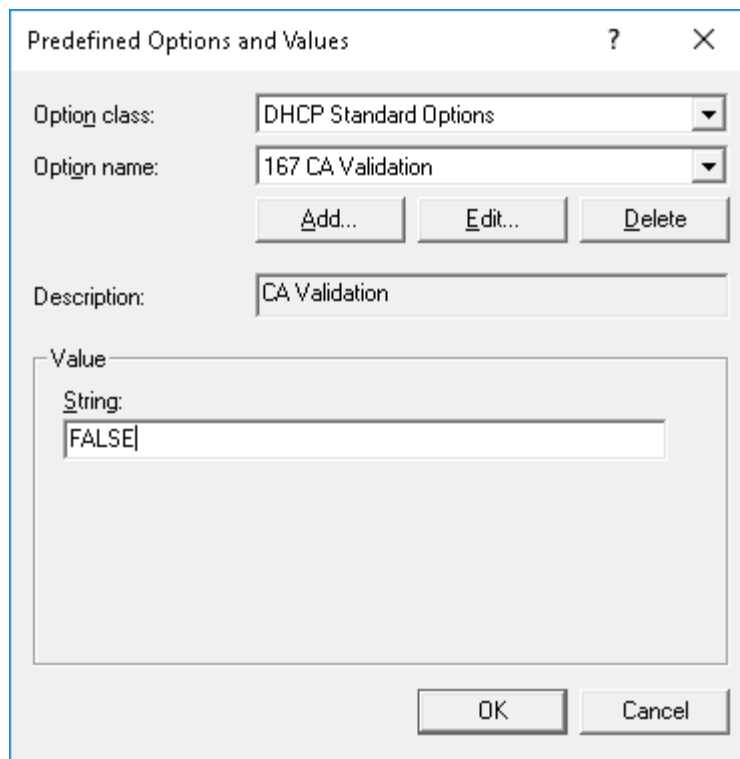 Predefined Options and Values ?
Option class: DHCP Standard Options
Option name: 167 CA Validation
Add... Edit... Delete
Description: CA Validation
Value
String:
FALSE
OK Cancel